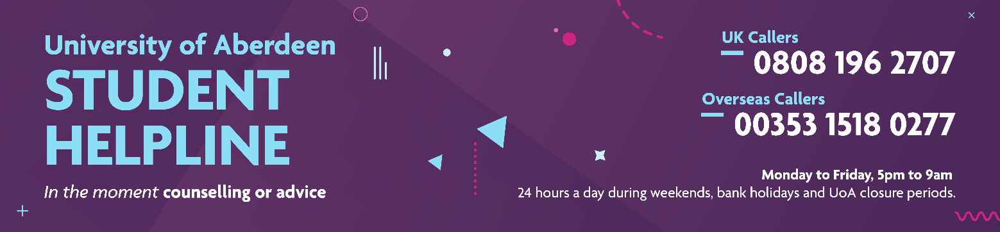 University of Aberdeen
STUDENT
HELPLINE
In the moment counselling or advice
UK Callers
0808 196 2707
Overseas Callers
00353 1518 0277
Monday to Friday, 5pm to 9am
24 hours a day during weekends, bank holidays and UoA closure periods.